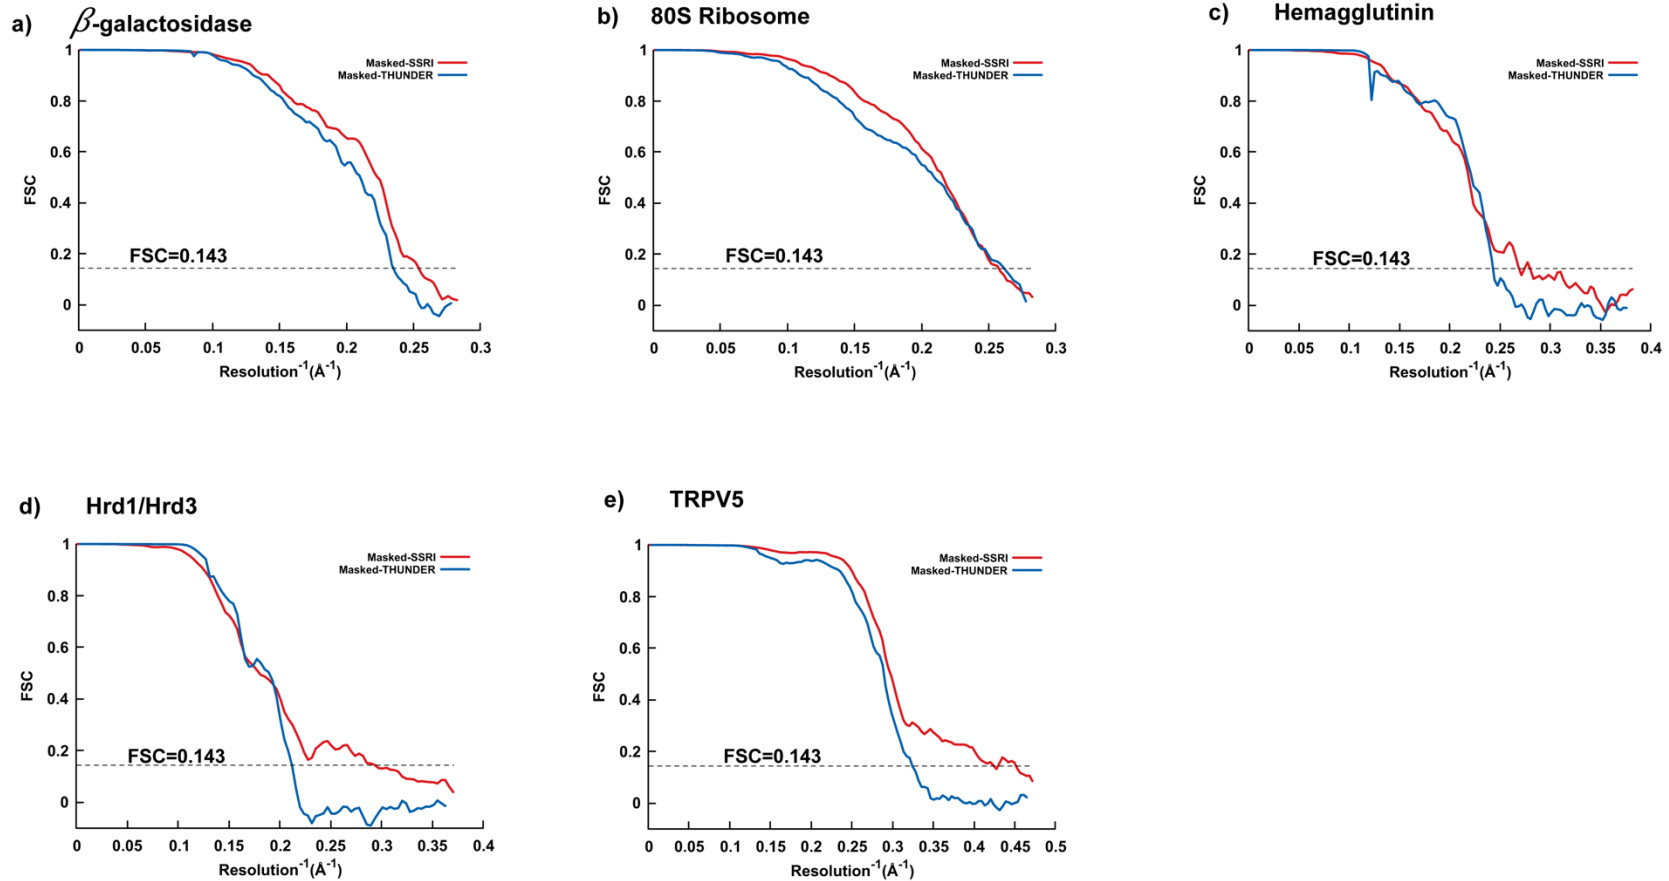 a) β-galactosidase
1
0.8
0.6
0.4
0.2
0
FSC
Masked-SSRI
Masked-THUNDER
FSC=0.143
0 0.05 0.1 0.15 0.2 0.25 0.3
Resolution⁻¹(Å⁻¹)
b) 80S Ribosome
1
0.8
0.6
0.4
0.2
0
FSC
Masked-SSRI
Masked-THUNDER
FSC=0.143
0 0.05 0.1 0.15 0.2 0.25 0.3
Resolution⁻¹(Å⁻¹)
c) Hemagglutinin
1
0.8
0.6
0.4
0.2
0
FSC
Masked-SSRI
Masked-THUNDER
FSC=0.143
0 0.05 0.1 0.15 0.2 0.25 0.3 0.35 0.4
Resolution⁻¹(Å⁻¹)
d) Hrd1/Hrd3
1
0.8
0.6
0.4
0.2
0
FSC
Masked-SSRI
Masked-THUNDER
FSC=0.143
0 0.05 0.1 0.15 0.2 0.25 0.3 0.35 0.4
Resolution⁻¹(Å⁻¹)
e) TRPV5
1
0.8
0.6
0.4
0.2
0
FSC
Masked-SSRI
Masked-THUNDER
FSC=0.143
0 0.05 0.1 0.15 0.2 0.25 0.3 0.35 0.4 0.45 0.5
Resolution⁻¹(Å⁻¹)